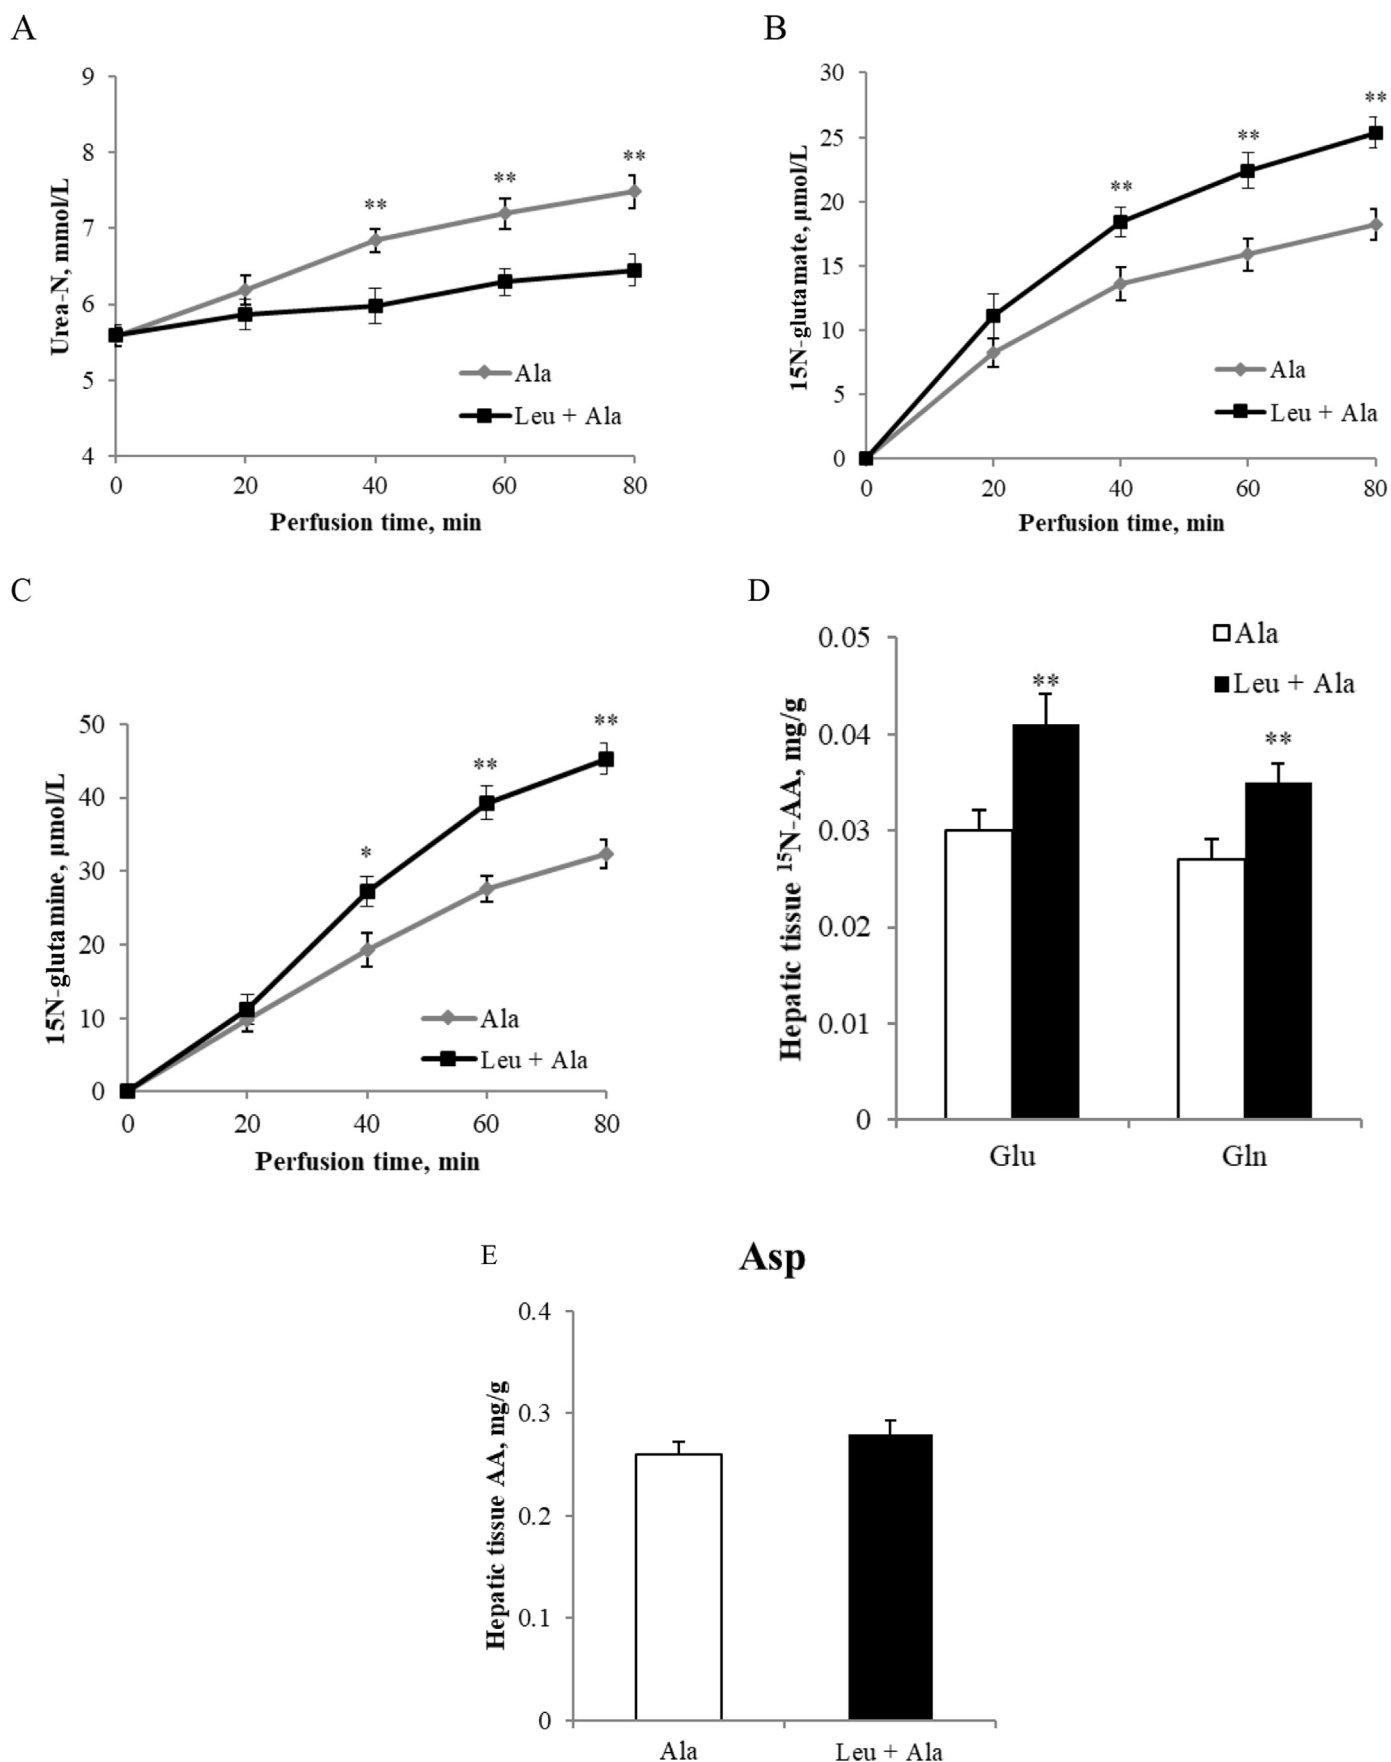 A
B
9
8
7
6
5
4
Urea-N, mmol/L
**
**
**
Ala
Leu + Ala
0 20 40 60 80
Perfusion time, min
30
25
20
15
10
5
0
15N-glutamate, µmol/L
**
**
**
Ala
Leu + Ala
0 20 40 60 80
Perfusion time, min
C
D
50
40
30
20
10
0
15N-glutamine, µmol/L
*
**
**
Ala
Leu + Ala
0 20 40 60 80
Perfusion time, min
0.05
0.04
0.03
0.02
0.01
0
Hepatic tissue ¹⁵N-AA, mg/g
Ala
Leu + Ala
**
**
Glu Gln
E
Asp
0.4
0.3
0.2
0.1
0
Hepatic tissue AA, mg/g
Ala Leu + Ala